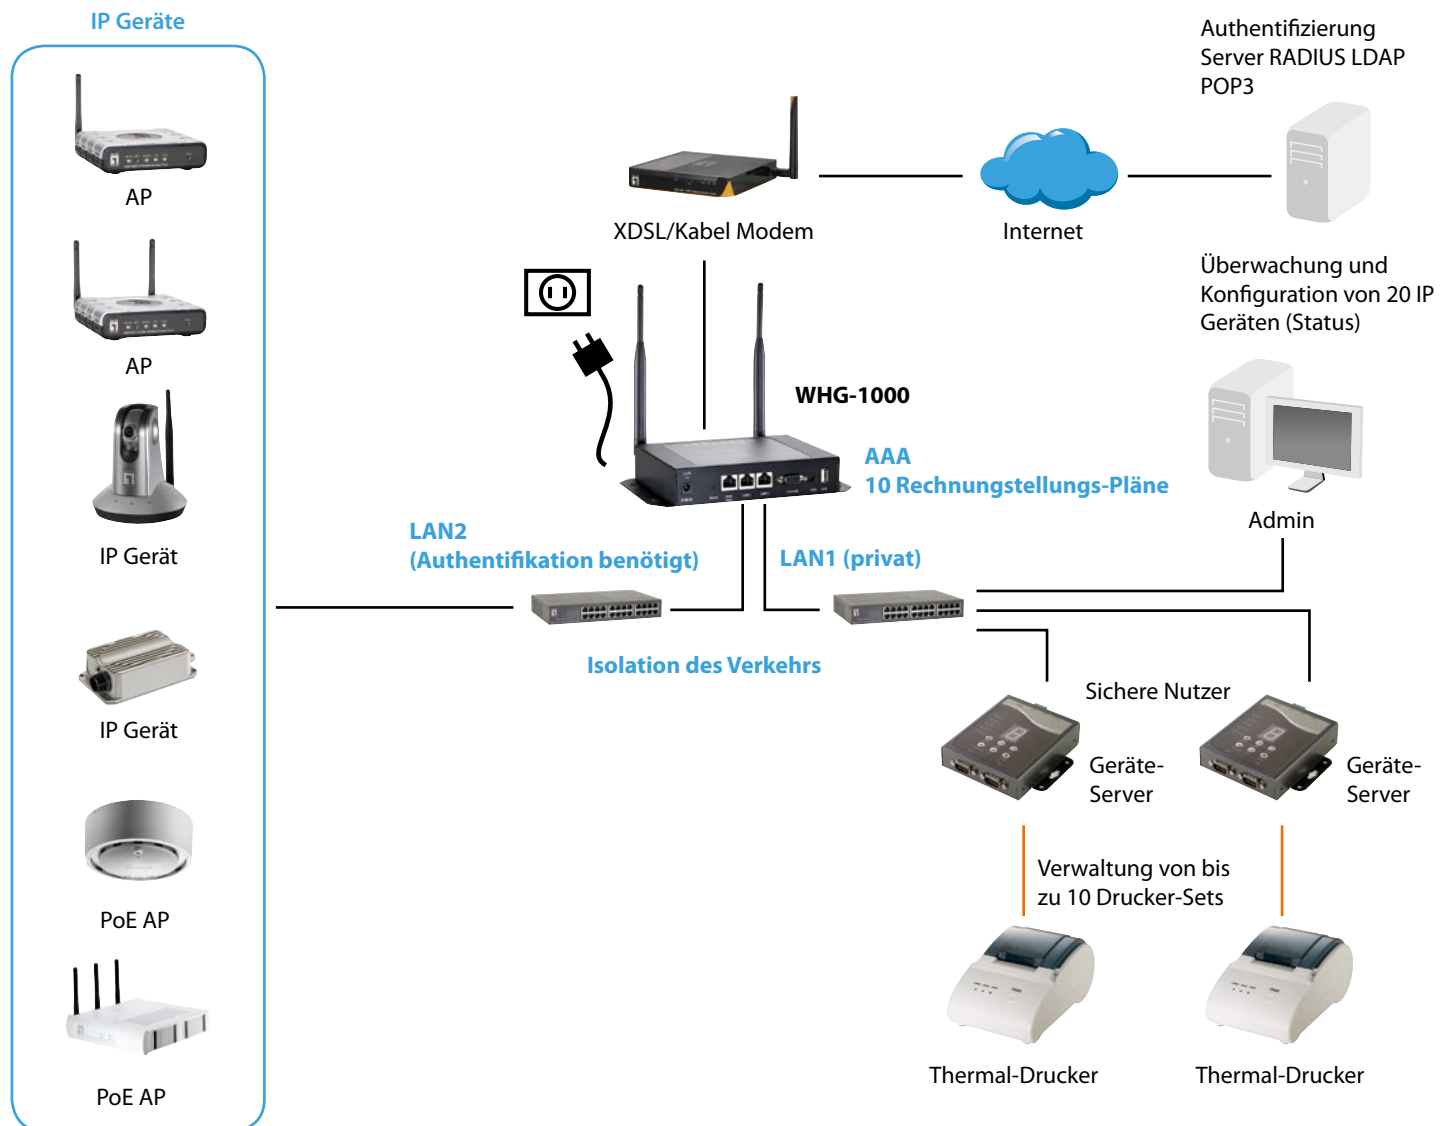 IP Geräte
AP
AP
IP Gerät
IP Gerät
PoE AP
PoE AP
Authentifizierung
Server RADIUS LDAP
POP3
XDSL/Kabel Modem
Internet
Überwachung und
Konfiguration von 20 IP
Geräten (Status)
WHG-1000
AAA
10 Rechnungstellungs-Pläne
Admin
LAN2
(Authentifikation benötigt)
LAN1 (privat)
Isolation des Verkehrs
Sichere Nutzer
Geräte-
Server
Geräte-
Server
Verwaltung von bis
zu 10 Drucker-Sets
Thermal-Drucker
Thermal-Drucker